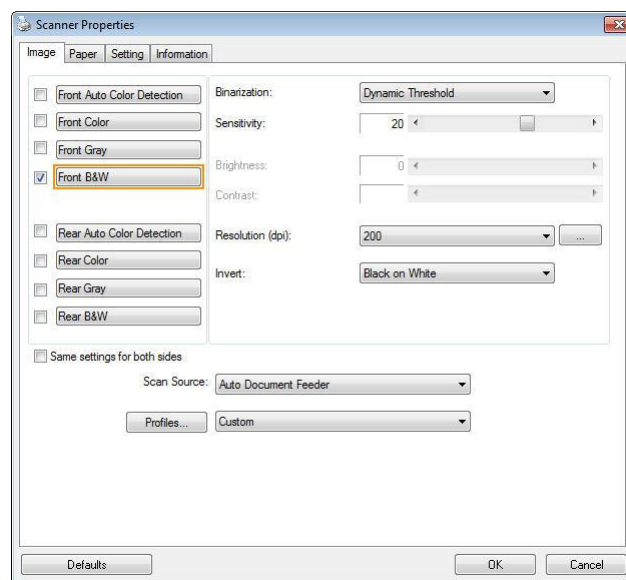 Scanner Properties
Image Paper Setting Information
Front Auto Color Detection
Front Color
Front Gray
Front B&W
Rear Auto Color Detection
Rear Color
Rear Gray
Rear B&W
Binarization: Dynamic Threshold
Sensitivity: 20
Brightness: 0
Contrast:
Resolution (dpi): 200 ...
Invert: Black on White
Same settings for both sides
Scan Source: Auto Document Feeder
Profiles... Custom
Defaults OK Cancel